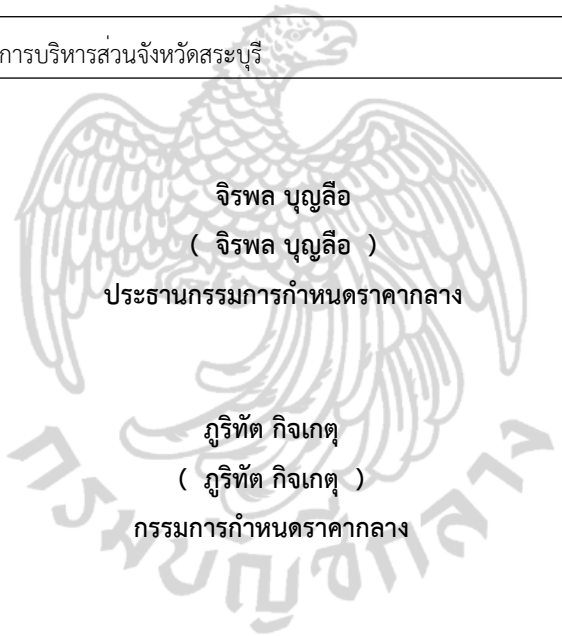 การบริหารส่วนจังหวัดสระบุรี
จิรพล บุญลือ
( จิรพล บุญลือ )
ประธานกรรมการกำหนดราคากลาง
ภูริทัต กิจเกตุ
( ภูริทัต กิจเกตุ )
กรรมการกำหนดราคากลาง
กรมบัญชีกลาง